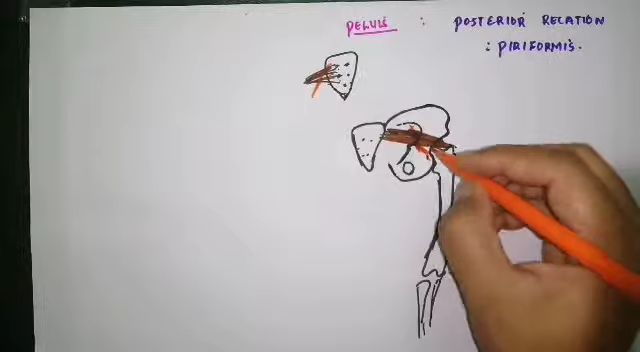 PELVIS : POSTERIOR RELATION
: PIRIFORMIS.